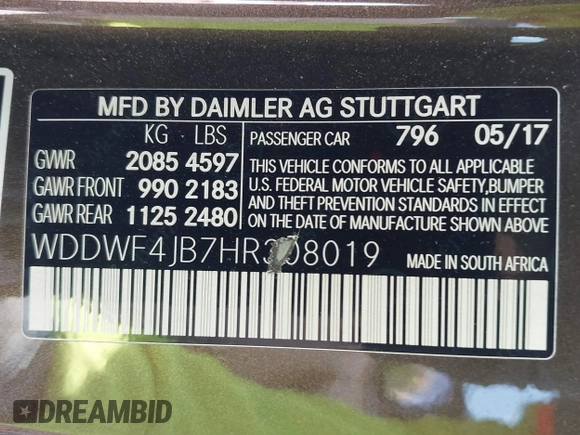 MFD BY DAIMLER AG STUTTGART
KG LBS PASSENGER CAR 796 05/17
GVWR 2085 4597 THIS VEHICLE CONFORMS TO ALL APPLICABLE
GAWR FRONT 990 2183 U.S. FEDERAL MOTOR VEHICLE SAFETY,BUMPER
GAWR REAR 1125 2480 AND THEFT PREVENTION STANDARDS IN EFFECT
ON THE DATE OF MANUFACTURE SHOWN ABOVE
WDDWF4JB7HR308019 MADE IN SOUTH AFRICA
DREAMBID